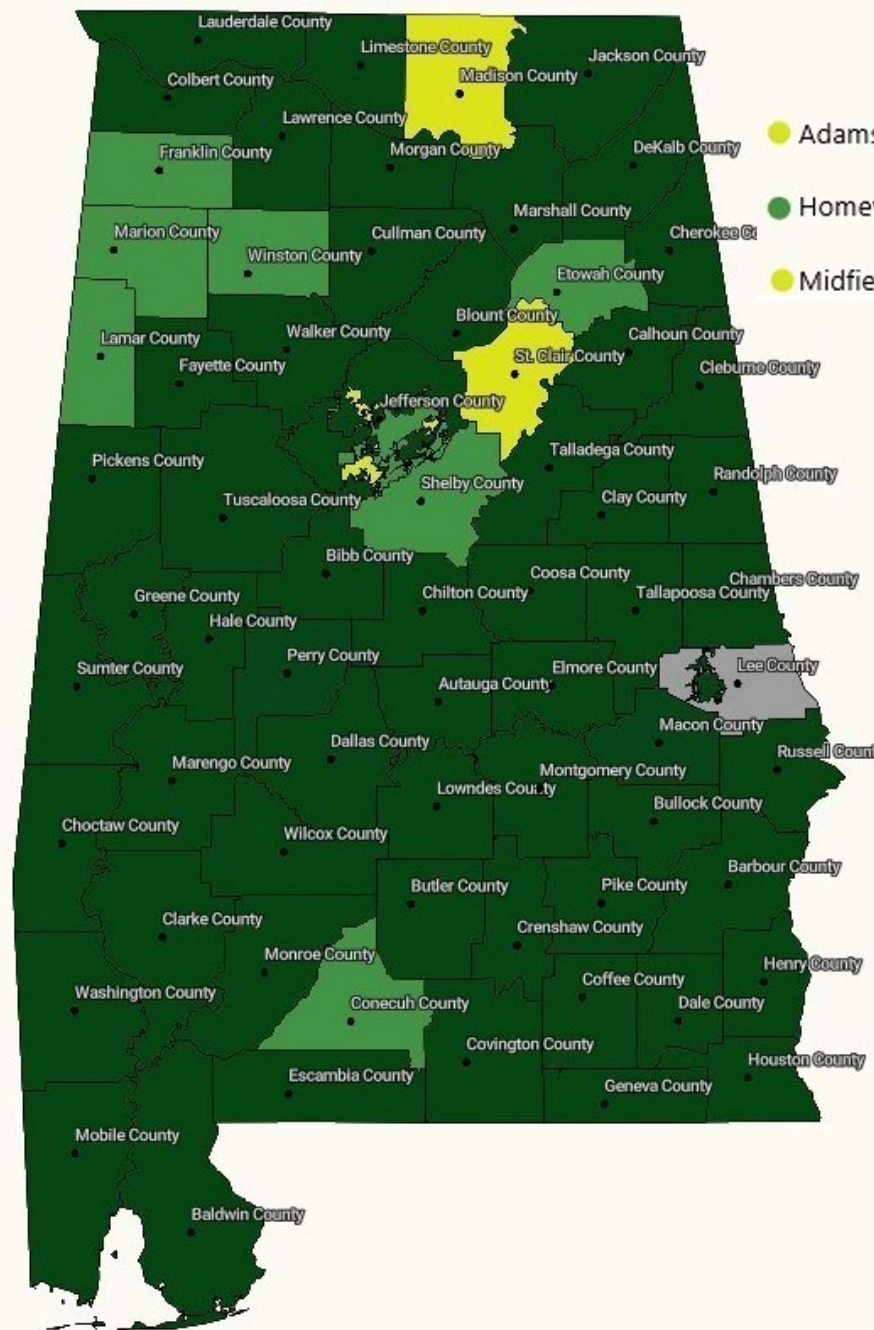 Lauderdale County
Limestone County
Madison County
Jackson County
Colbert County
Lawrence County
Franklin County
Morgan County
DeKalb County
Adams
Marion County
Winston County
Cullman County
Marshall County
Cherokee Co
Homew
Etowah County
Midfie
Lamar County
Walker County
Blount County
Calhoun County
Fayette County
St. Clair County
Cleburne County
Jefferson County
Pickens County
Talladega County
Randolph County
Tuscaloosa County
Shelby County
Clay County
Bibb County
Coosa County
Chambers County
Greene County
Hale County
Chilton County
Tallapoosa County
Sumter County
Perry County
Autauga County
Elmore County
Lee County
Marengo County
Dallas County
Macon County
Russell County
Lowndes County
Montgomery County
Bullock County
Choctaw County
Wilcox County
Butler County
Pike County
Barbour County
Clarke County
Monroe County
Crenshaw County
Washington County
Conecuh County
Coffee County
Henry County
Dale County
Escambia County
Covington County
Geneva County
Houston County
Mobile County
Baldwin County